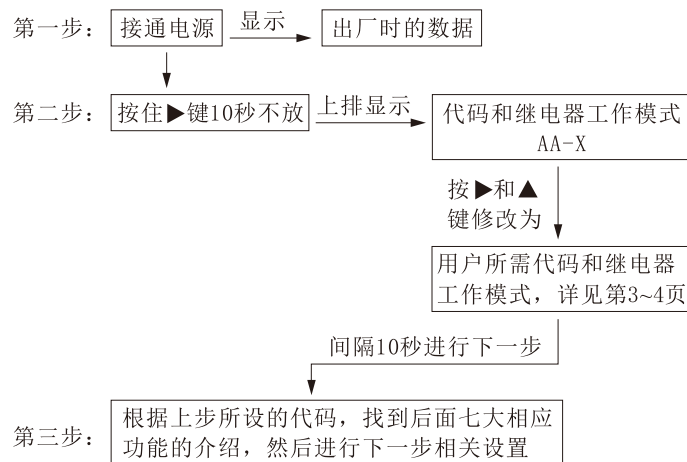 第一步：接通电源 显示 出厂时的数据
第二步：按住▶键10秒不放 上排显示 代码和继电器工作模式
AA-X
按▶和▲
键修改为
用户所需代码和继电器
工作模式，详见第3~4页
间隔10秒进行下一步
第三步：根据上步所设的代码，找到后面七大相应
功能的介绍，然后进行下一步相关设置